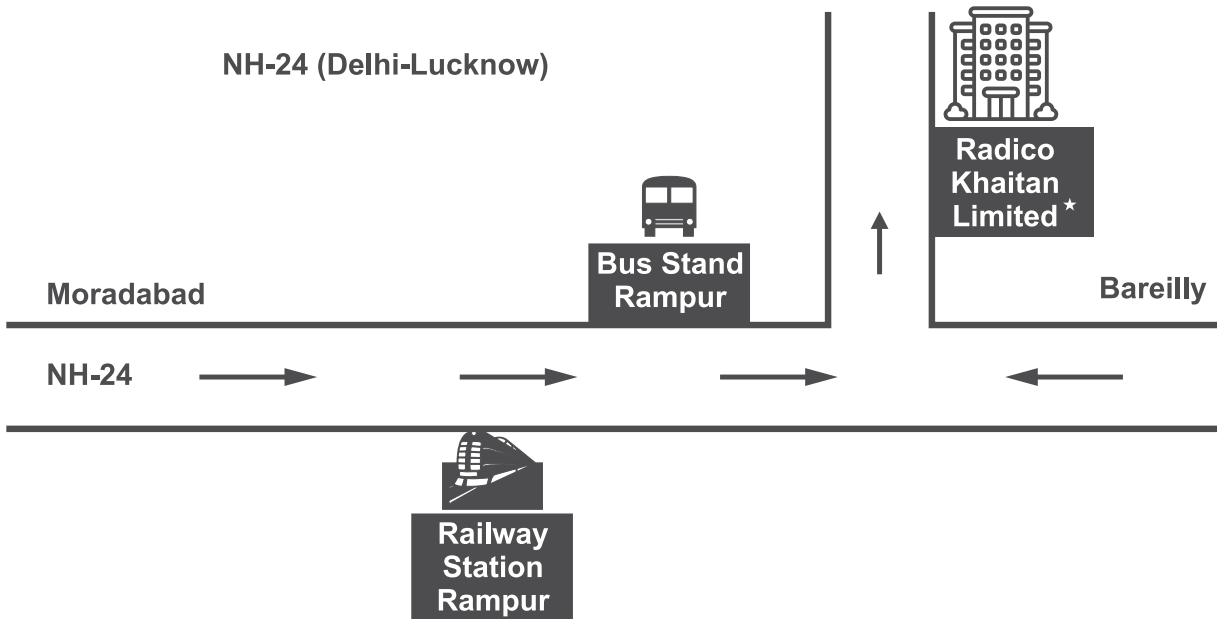 NH-24 (Delhi-Lucknow)
Radico
Khaitan
Limited★
Bus Stand
Rampur
Moradabad
Bareilly
NH-24
Railway
Station
Rampur